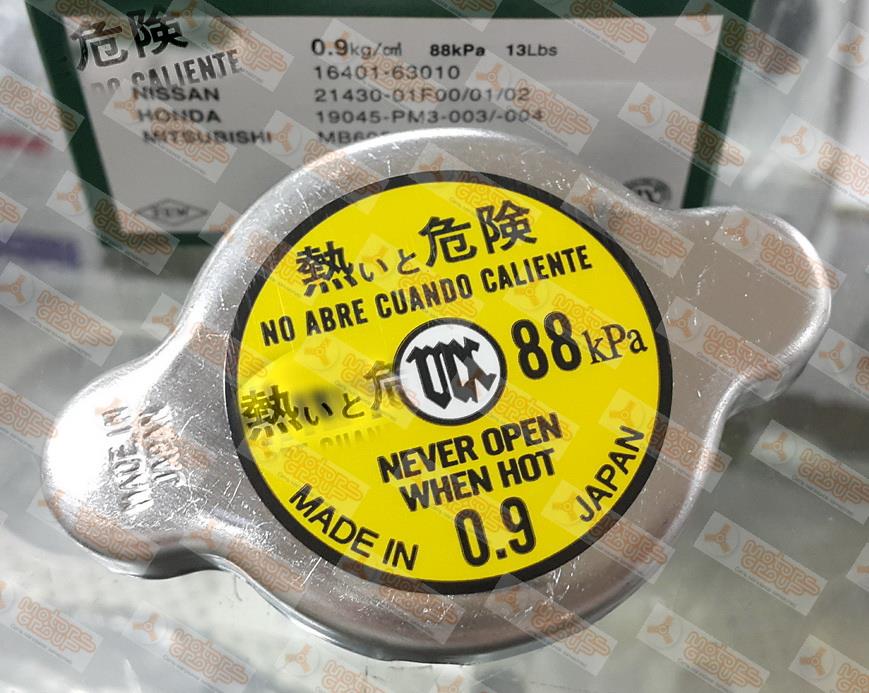 危険
NO CALIENTE
0.9kg/c㎡ 88kPa 13Lbs
16401-63010
NISSAN 21430-01F00/01/02
HONDA 19045-PM3-003/-004
MITSUBISHI
熱いと危険
NO ABRE CUANDO CALIENTE
88kPa
熱いと危
NEVER OPEN
WHEN HOT
MADE IN 0.9 JAPAN
MADE IN
JAPAN